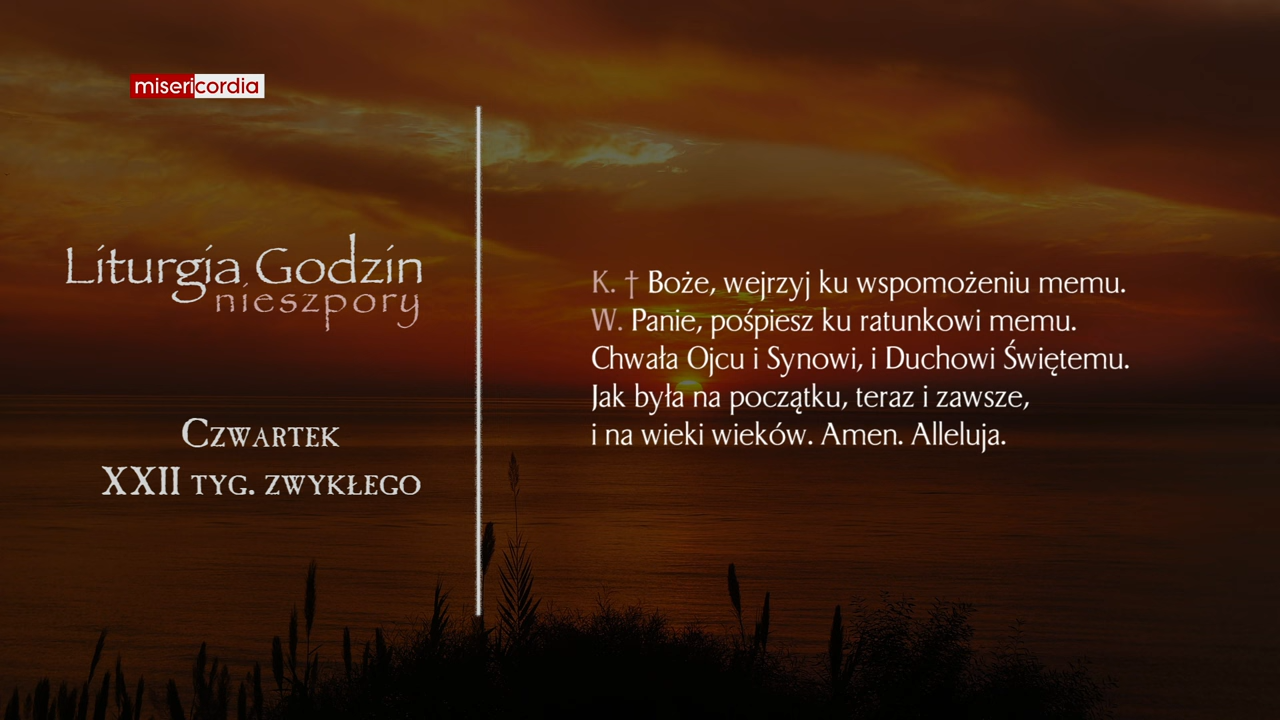 misericordia
Liturgia Godzin
nieszpory
Czwartek
XXII tyg. zwykłego
K. † Boże, wejrzyj ku wspomożeniu memu.
W. Panie, pośpiesz ku ratunkowi memu.
Chwała Ojcu i Synowi, i Duchowi Świętemu.
Jak była na początku, teraz i zawsze,
i na wieki wieków. Amen. Alleluja.